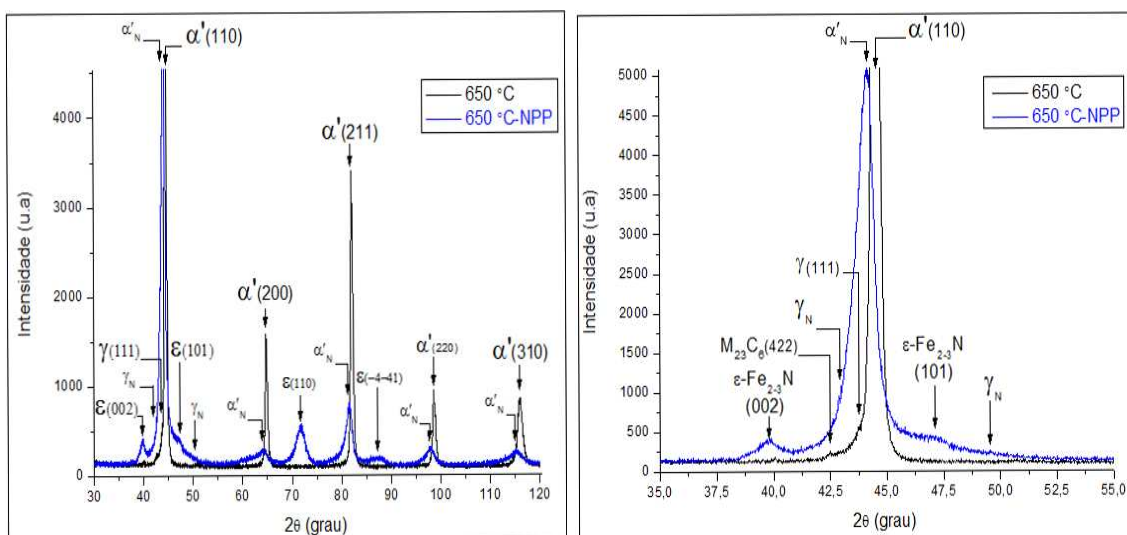 α'N
α'(110)
650 °C
650 °C-NPP
α'(211)
α'(200)
γ(111)
ε(101)
γN
ε(002)
γN
α'N
ε(110)
α'N
ε(-4-41)
α'(220)
α'N
α'(310)
α'N
4000
3000
2000
1000
0
Intensidade (u.a)
30 40 50 60 70 80 90 100 110 120
2θ (grau)
α'N
α'(110)
650 °C
650 °C-NPP
γ(111)
γN
M23C6(422)
ε-Fe2-3N
(002)
ε-Fe2-3N
(101)
γN
5000
4500
4000
3500
3000
2500
2000
1500
1000
500
0
Intensidade (u.a)
35,0 37,5 40,0 42,5 45,0 47,5 50,0 52,5 55,0
2θ (grau)